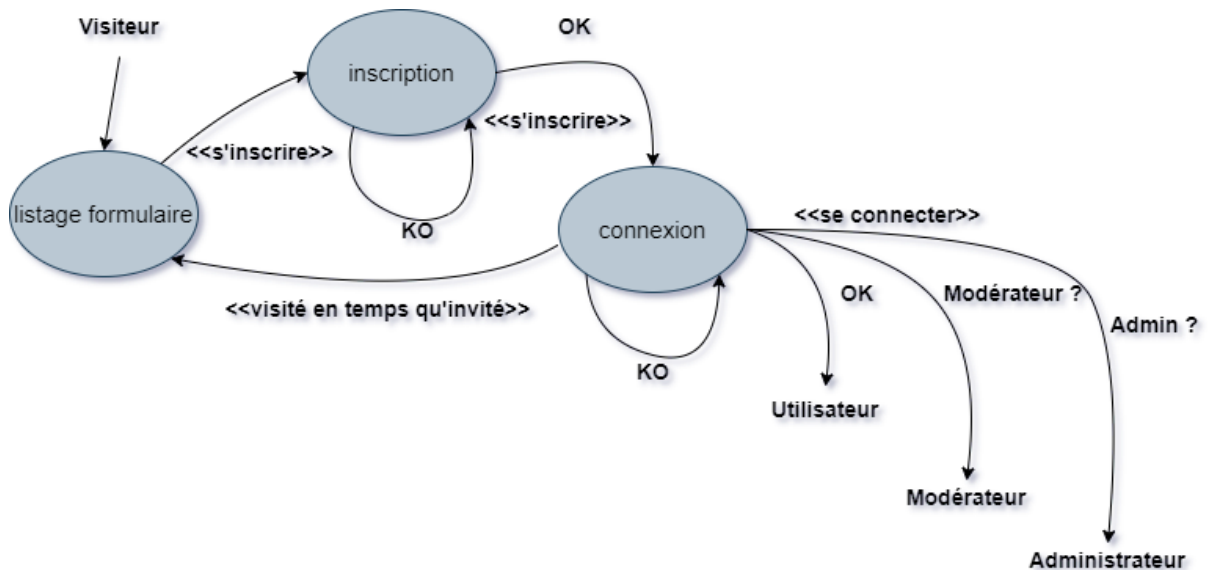 Visiteur
OK
inscription
<<s'inscrire>>
<<s'inscrire>>
listage formulaire
KO
<<se connecter>>
connexion
<<visité en temps qu'invité>>
OK
Modérateur ?
Admin ?
KO
Utilisateur
Modérateur
Administrateur